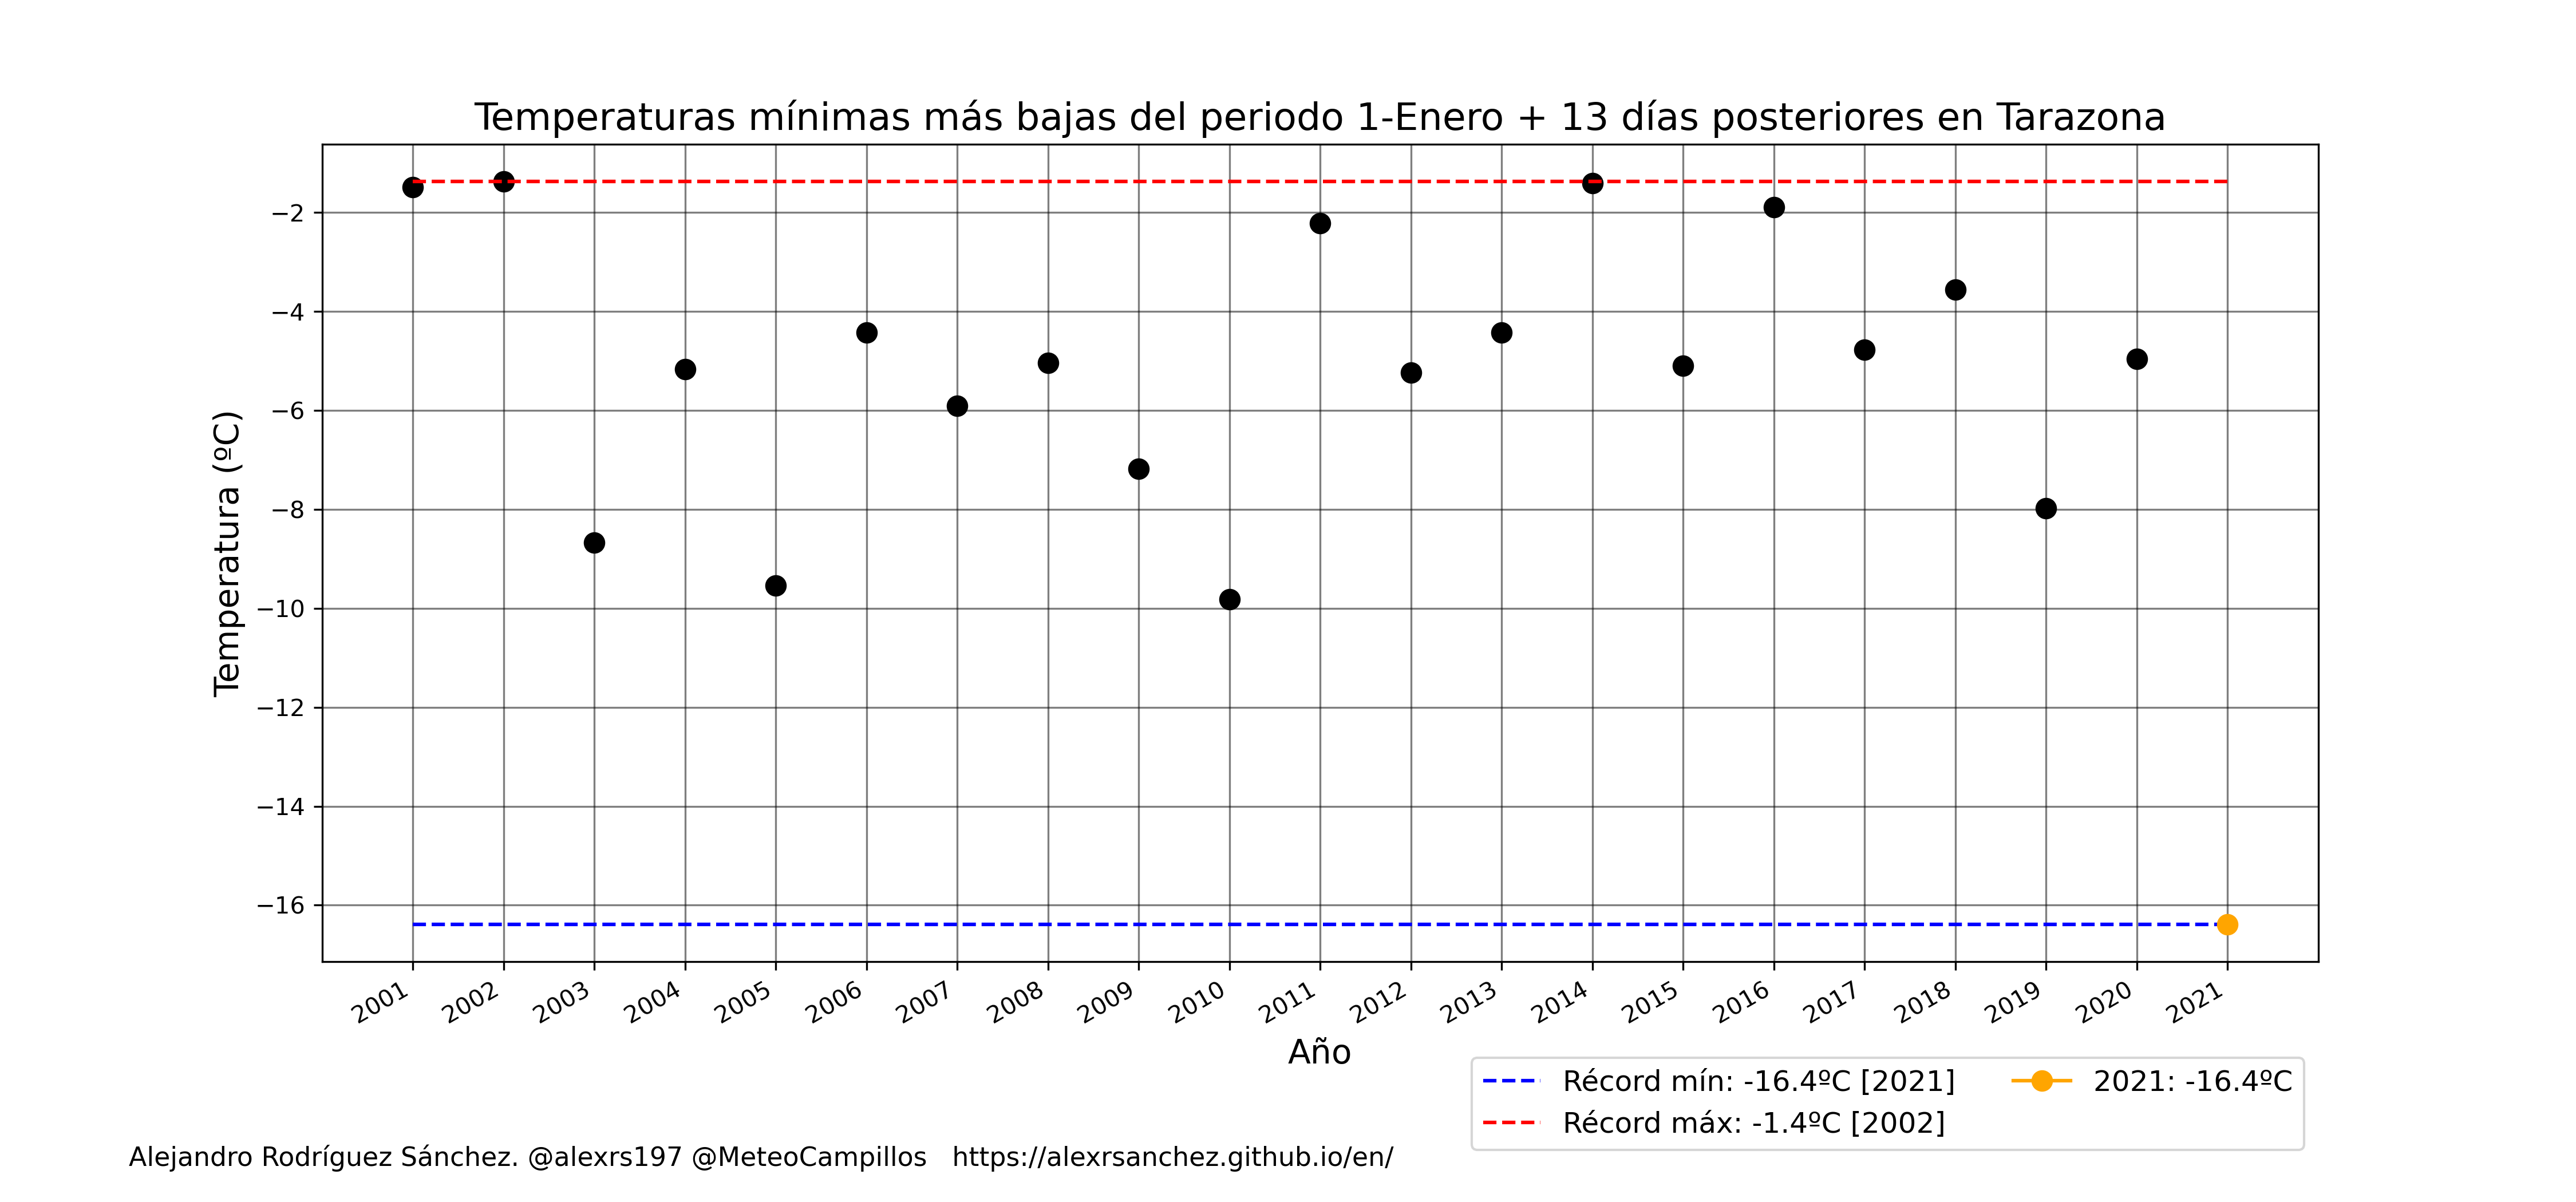 Temperaturas mínimas más bajas del periodo 1-Enero + 13 días posteriores en Tarazona
Temperatura (ºC)
−2
−4
−6
−8
−10
−12
−14
−16
2001 2002 2003 2004 2005 2006 2007 2008 2009 2010 2011 2012 2013 2014 2015 2016 2017 2018 2019 2020 2021
Año
Récord mín: -16.4ºC [2021]
Récord máx: -1.4ºC [2002]
2021: -16.4ºC
Alejandro Rodríguez Sánchez. @alexrs197 @MeteoCampillos https://alexrsanchez.github.io/en/